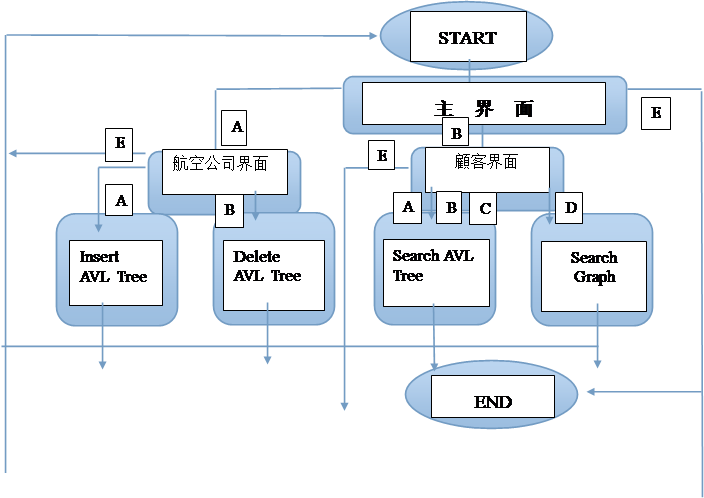 START
主 界 面
E
A
B
E
航空公司界面
E
顧客界面
A
B
A
B
C
D
Insert
AVL Tree
Delete
AVL Tree
Search AVL
Tree
Search
Graph
END